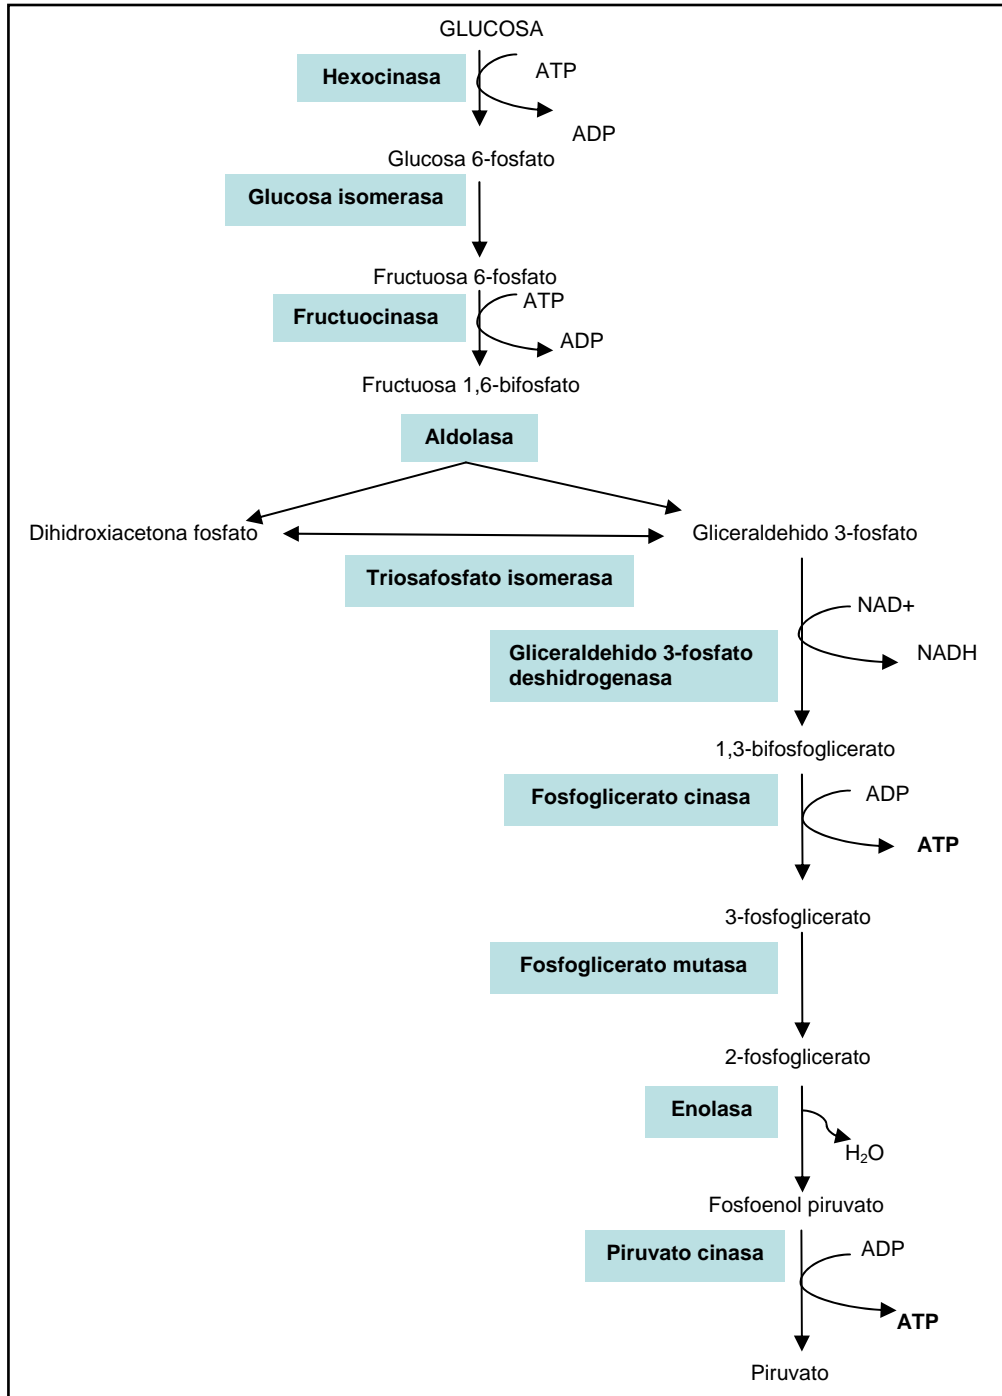 GLUCOSA
Hexocinasa
ATP
ADP
Glucosa 6-fosfato
Glucosa isomerasa
Fructuosa 6-fosfato
ATP
Fructuocinasa
ADP
Fructuosa 1,6-bifosfato
Aldolasa
Dihidroxiacetona fosfato
Gliceraldehido 3-fosfato
Triosafosfato isomerasa
NAD+
NADH
Gliceraldehido 3-fosfato
deshidrogenasa
1,3-bifosfoglicerato
Fosfoglicerato cinasa
ADP
ATP
3-fosfoglicerato
Fosfoglicerato mutasa
2-fosfoglicerato
Enolasa
H₂O
Fosfoenol piruvato
Piruvato cinasa
ADP
ATP
Piruvato